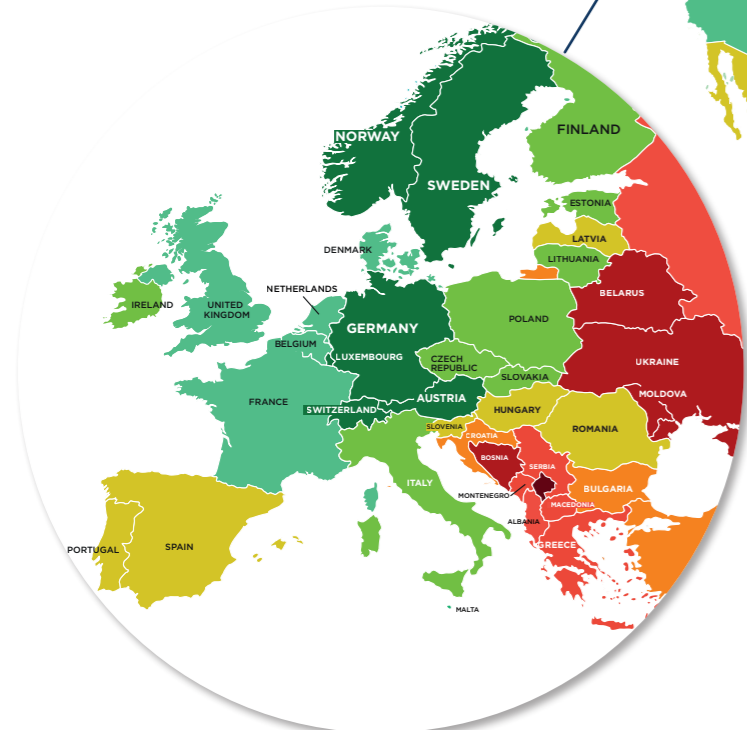 NORWAY
FINLAND
SWEDEN
ESTONIA
LATVIA
DENMARK
LITHUANIA
NETHERLANDS
BELARUS
IRELAND
UNITED
KINGDOM
POLAND
GERMANY
BELGIUM
LUXEMBOURG
CZECH
REPUBLIC
UKRAINE
SLOVAKIA
MOLDOVA
FRANCE
AUSTRIA
SWITZERLAND
HUNGARY
SLOVENIA
ROMANIA
CROATIA
BOSNIA
SERBIA
ITALY
BULGARIA
MONTENEGRO
MACEDONIA
ALBANIA
GREECE
PORTUGAL
SPAIN
MALTA